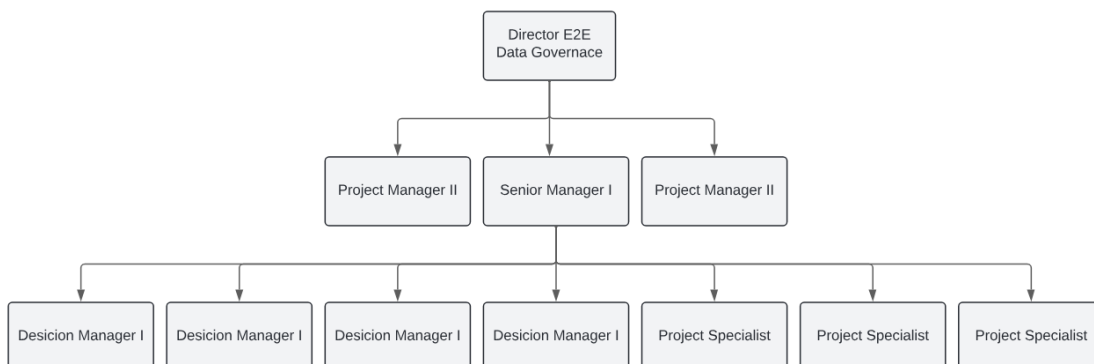 Director E2E
Data Governace
Project Manager II
Senior Manager I
Project Manager II
Desicion Manager I
Desicion Manager I
Desicion Manager I
Desicion Manager I
Project Specialist
Project Specialist
Project Specialist